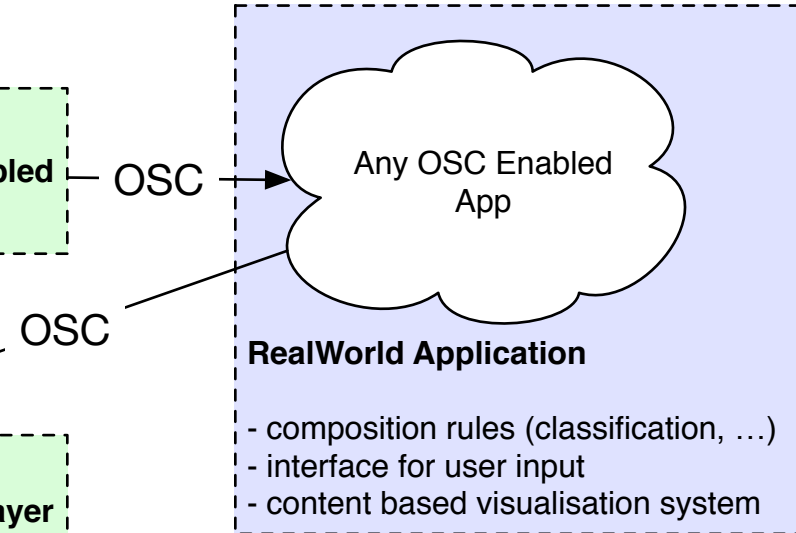 bled
OSC
Any OSC Enabled
App
OSC
RealWorld Application
- composition rules (classification, …)
- interface for user input
- content based visualisation system
ayer